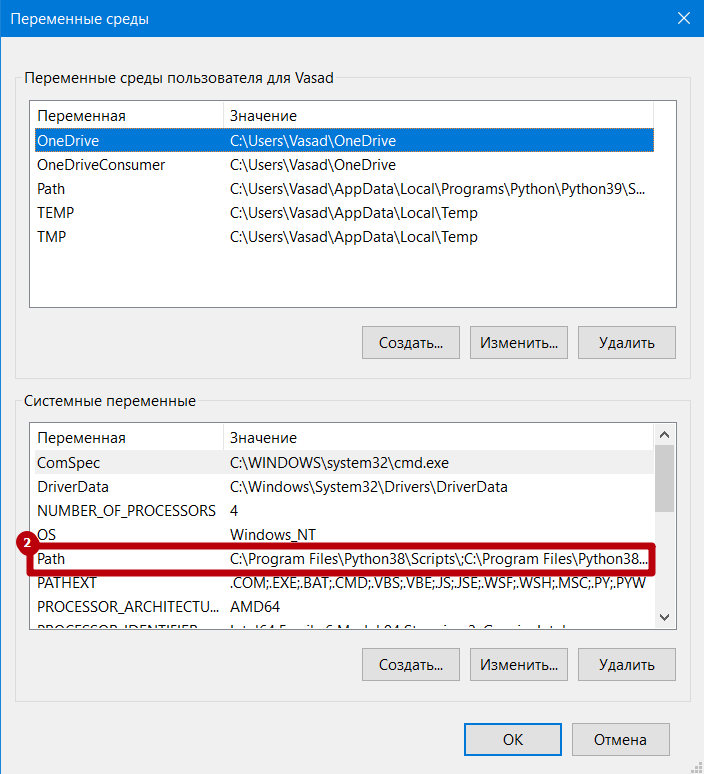 Переменные среды
Переменные среды пользователя для Vasad
Переменная Значение
OneDrive C:\Users\Vasad\OneDrive
OneDriveConsumer C:\Users\Vasad\OneDrive
Path C:\Users\Vasad\AppData\Local\Programs\Python\Python39\S...
TEMP C:\Users\Vasad\AppData\Local\Temp
TMP C:\Users\Vasad\AppData\Local\Temp
Создать... Изменить... Удалить
Системные переменные
Переменная Значение
ComSpec C:\WINDOWS\system32\cmd.exe
DriverData C:\Windows\System32\Drivers\DriverData
NUMBER_OF_PROCESSORS 4
OS Windows_NT
2
Path C:\Program Files\Python38\Scripts\;C:\Program Files\Python38...
PATHEXT .COM;.EXE;.BAT;.CMD;.VBS;.VBE;.JS;.JSE;.WSF;.WSH;.MSC;.PY;.PYW
PROCESSOR_ARCHITECTU... AMD64
Создать... Изменить... Удалить
OK Отмена